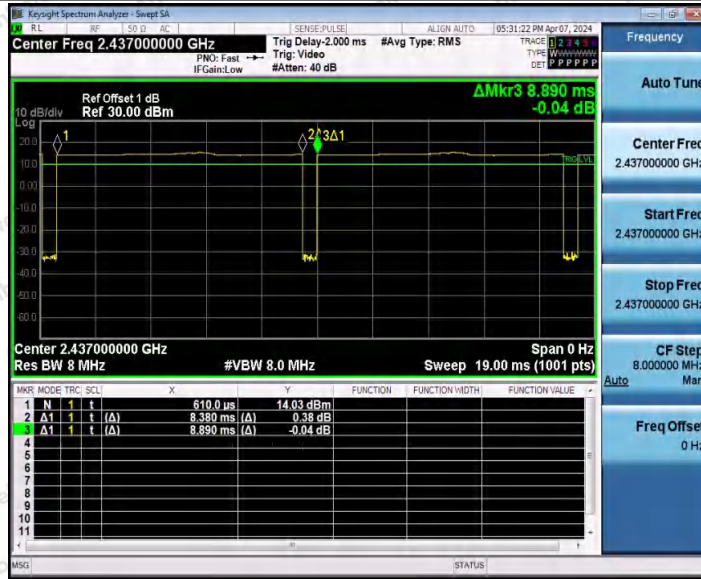 Keysight Spectrum Analyzer - Swept SA
RL RF 50 Ω AC SENSE:PULSE ALIGN AUTO 05:31:22 PM Apr 07, 2024
Center Freq 2.437000000 GHz
PNO: Fast
IFGain:Low
Trig Delay-2.000 ms
Trig: Video
#Atten: 40 dB
#Avg Type: RMS
TRACE 1 2 3 4 5 6
TYPE W
DET P P P P P P
ΔMkr3 8.890 ms
-0.04 dB
Ref Offset 1 dB
10 dB/div Ref 30.00 dBm
Log
20.0
10.0
0.00
-10.0
-20.0
-30.0
-40.0
-50.0
-60.0
1
2
3Δ1
TRIG LVL
Center 2.437000000 GHz Span 0 Hz
Res BW 8 MHz #VBW 8.0 MHz Sweep 19.00 ms (1001 pts)
MKR MODE TRC SCL X Y FUNCTION FUNCTION WIDTH FUNCTION VALUE
1 N 1 t 610.0 µs 14.03 dBm
2 Δ1 1 t (Δ) 8.380 ms (Δ) 0.38 dB
3 Δ1 1 t (Δ) 8.890 ms (Δ) -0.04 dB
4
5
6
7
8
9
10
11
MSG STATUS
Frequency
Auto Tune
Center Freq
2.437000000 GHz
Start Freq
2.437000000 GHz
Stop Freq
2.437000000 GHz
CF Step
8.000000 MHz
Auto Man
Freq Offset
0 Hz